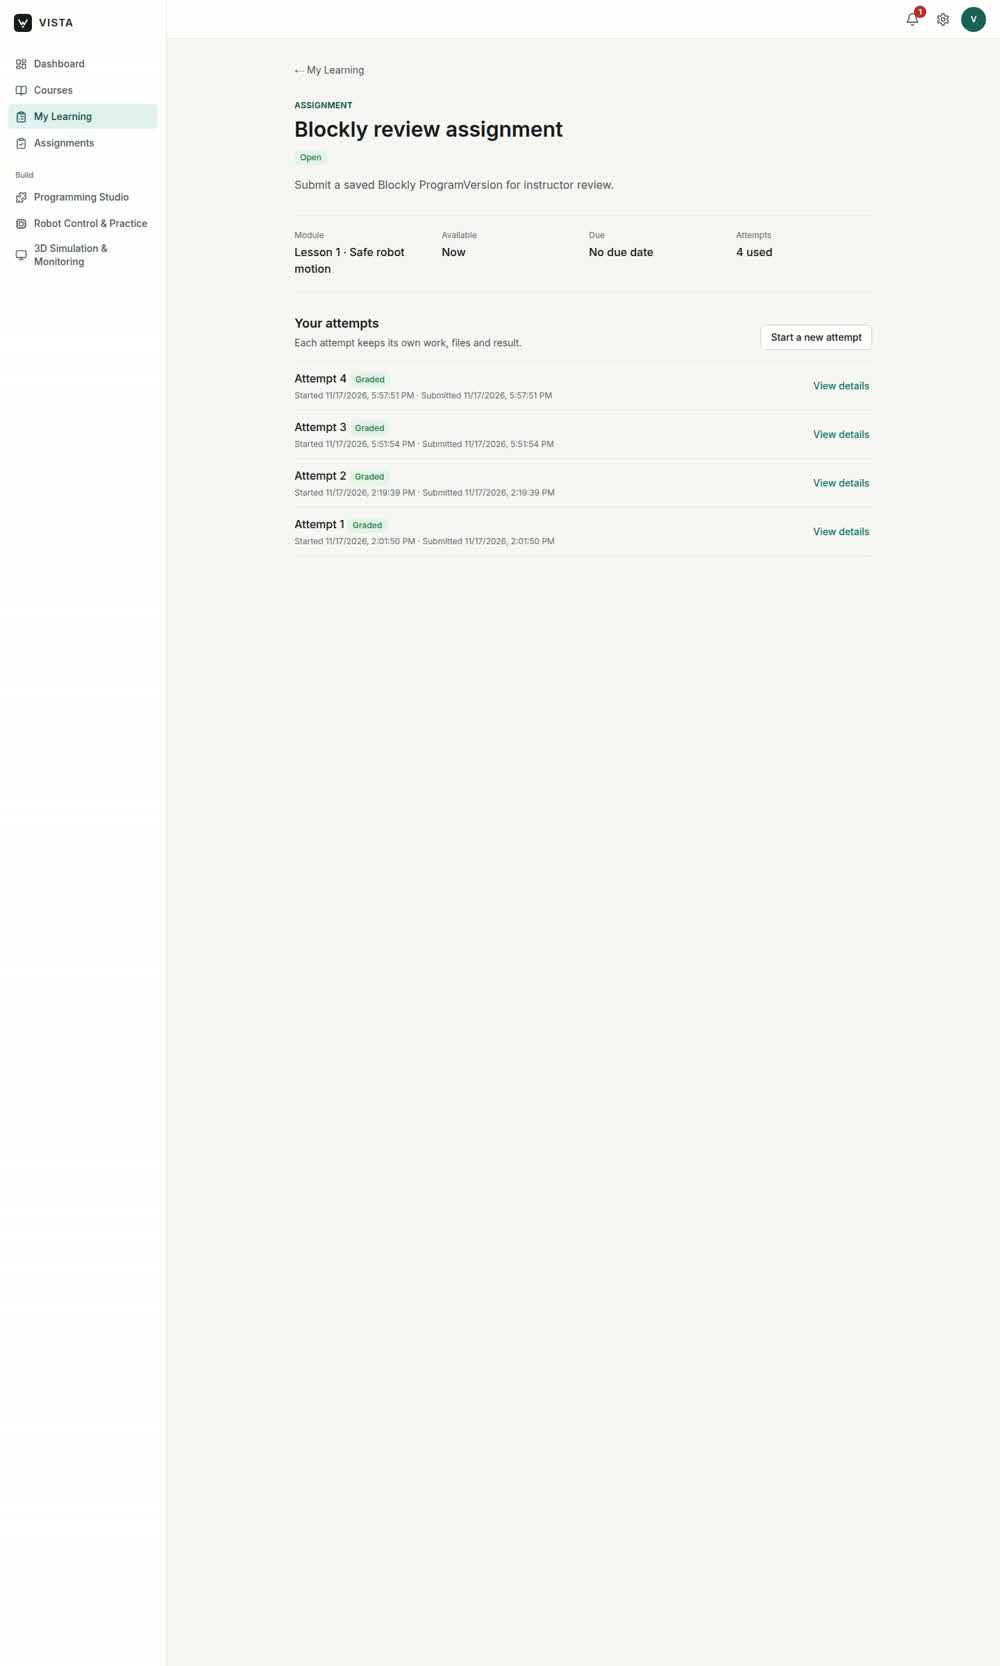 VISTA
1
V
Dashboard
Courses
My Learning
Assignments
Build
Programming Studio
Robot Control & Practice
3D Simulation &
Monitoring
← My Learning
ASSIGNMENT
Blockly review assignment
Open
Submit a saved Blockly ProgramVersion for instructor review.
Module
Lesson 1 · Safe robot
motion
Available
Now
Due
No due date
Attempts
4 used
Your attempts
Each attempt keeps its own work, files and result.
Start a new attempt
Attempt 4 Graded
Started 11/17/2026, 5:57:51 PM · Submitted 11/17/2026, 5:57:51 PM
View details
Attempt 3 Graded
Started 11/17/2026, 5:51:54 PM · Submitted 11/17/2026, 5:51:54 PM
View details
Attempt 2 Graded
Started 11/17/2026, 2:19:39 PM · Submitted 11/17/2026, 2:19:39 PM
View details
Attempt 1 Graded
Started 11/17/2026, 2:01:50 PM · Submitted 11/17/2026, 2:01:50 PM
View details